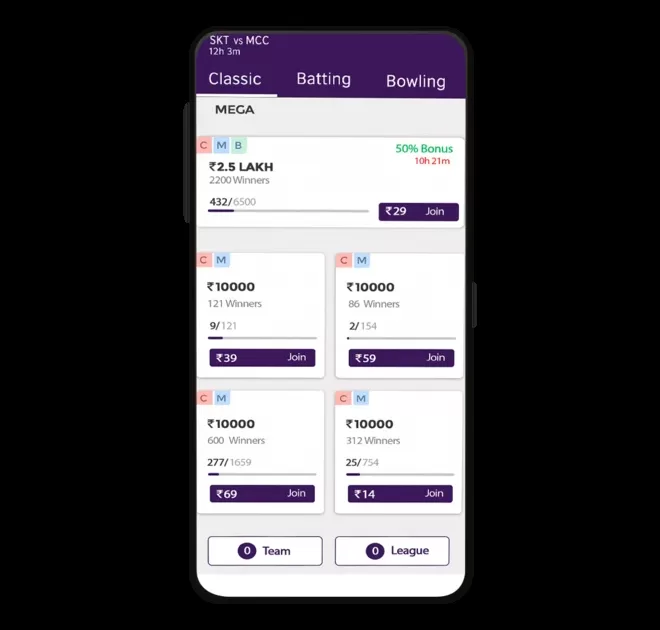 SKT vs MCC
12h 3m
Classic Batting Bowling
MEGA
C M B
50% Bonus
10h 21m
₹2.5 LAKH
2200 Winners
432/6500
₹29 Join
C M
₹10000
121 Winners
9/121
₹39 Join
C M
₹10000
86 Winners
2/154
₹59 Join
C M
₹10000
600 Winners
277/1659
₹69 Join
C M
₹10000
312 Winners
25/754
₹14 Join
0 Team
0 League